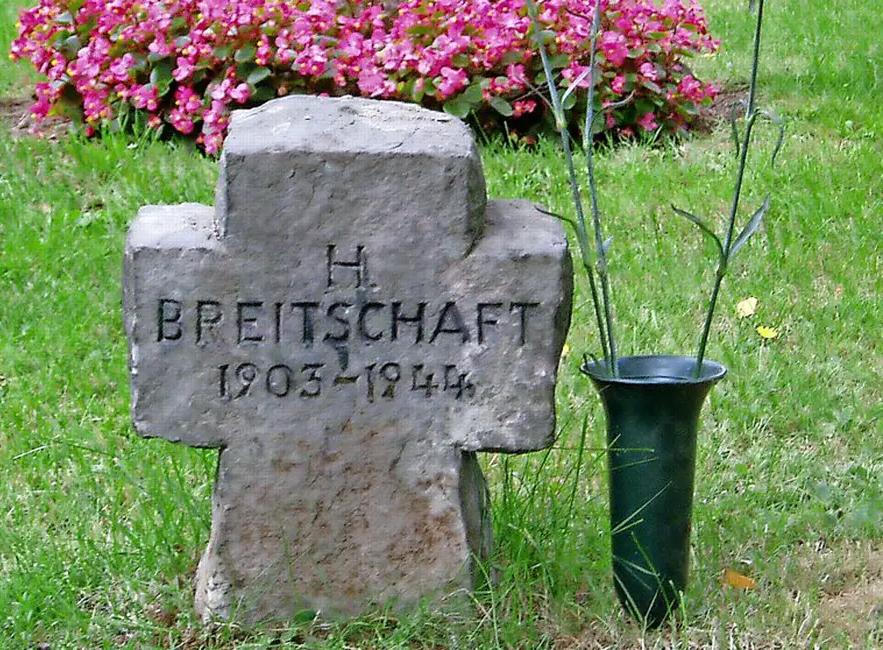 H.
BREITSCHAFT
1903-1944